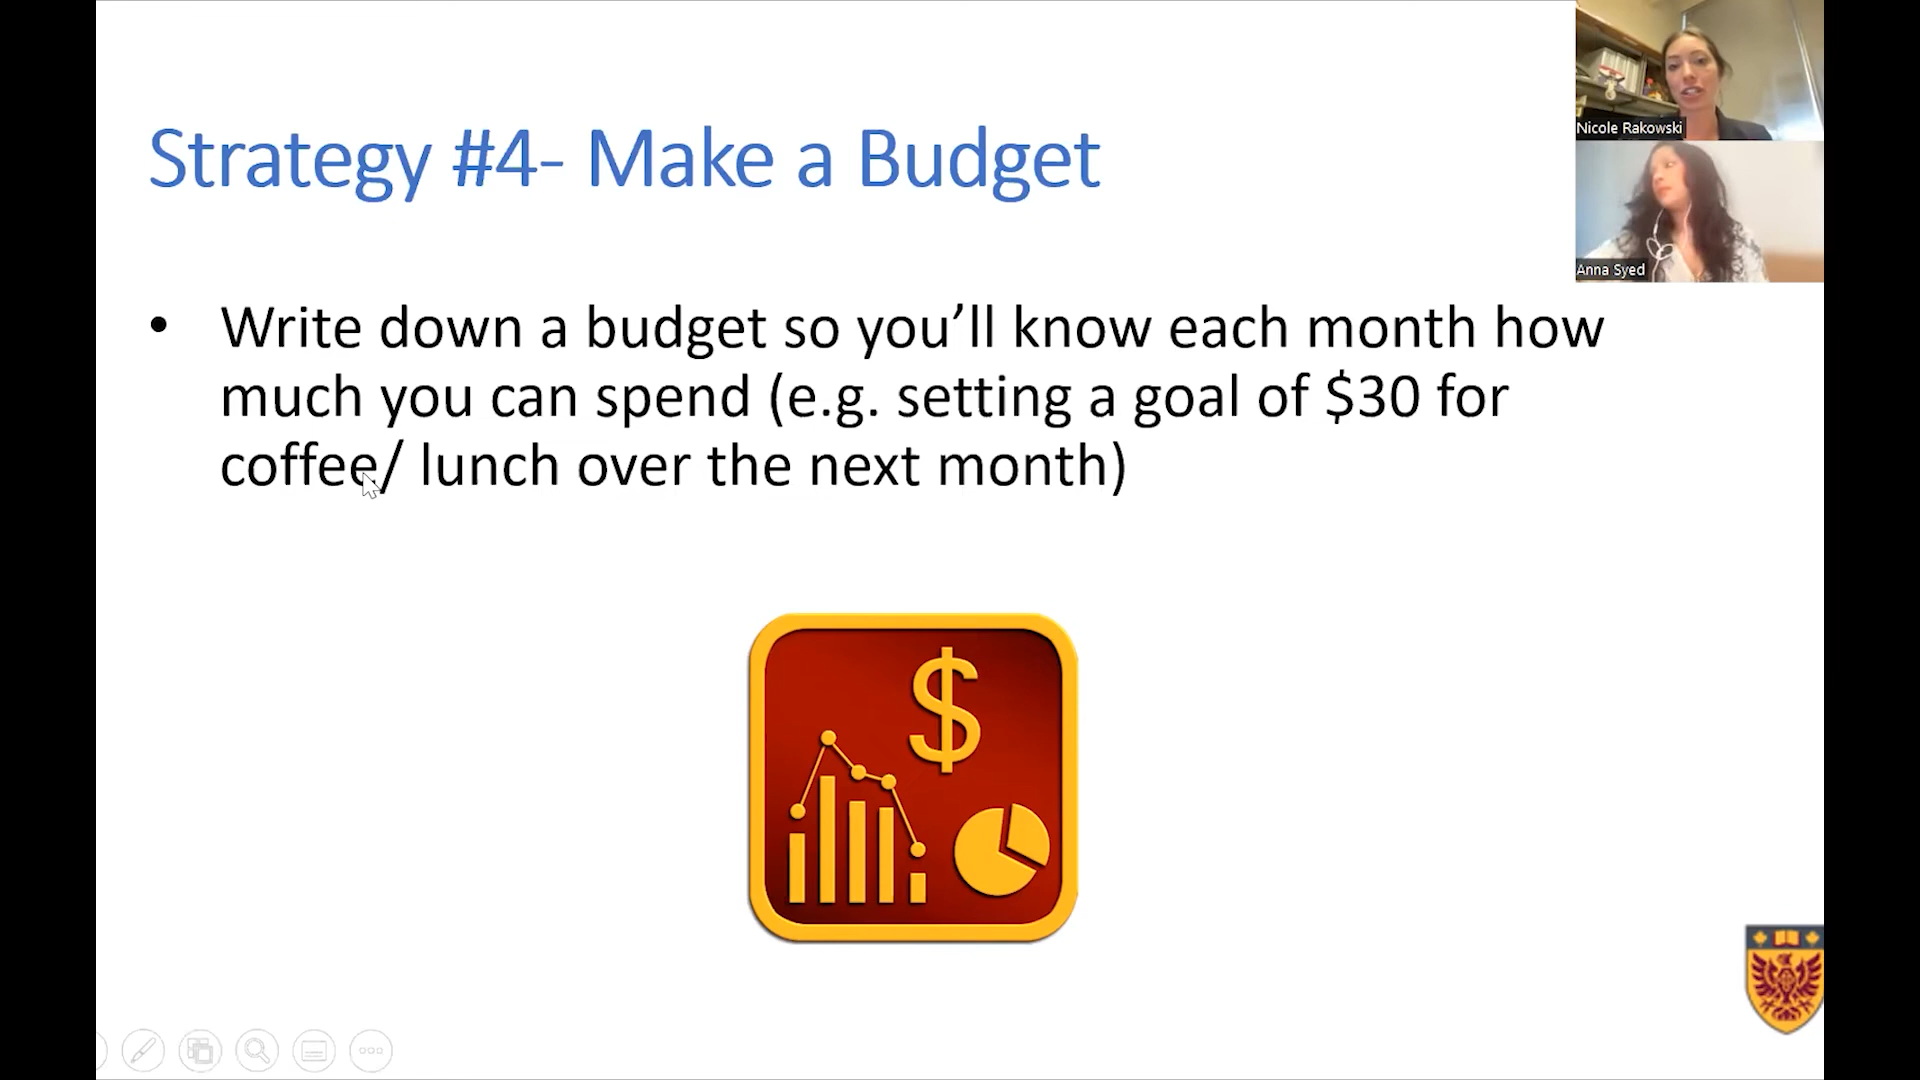 Strategy #4- Make a Budget
Nicole Rakowski
Anna Syed
• Write down a budget so you’ll know each month how
much you can spend (e.g. setting a goal of $30 for
coffee/ lunch over the next month)
$